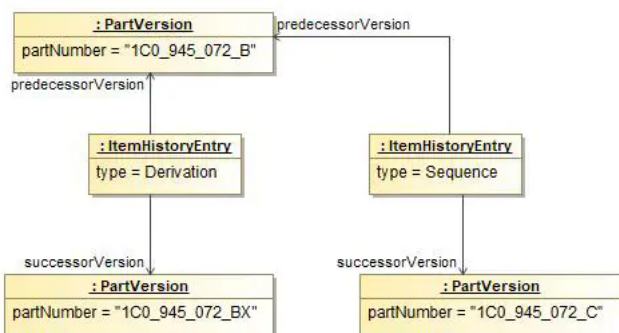 : PartVersion
predecessorVersion
partNumber = "1C0_945_072_B"
predecessorVersion
: ItemHistoryEntry
type = Derivation
: ItemHistoryEntry
type = Sequence
successorVersion
successorVersion
: PartVersion
partNumber = "1C0_945_072_BX"
: PartVersion
partNumber = "1C0_945_072_C"